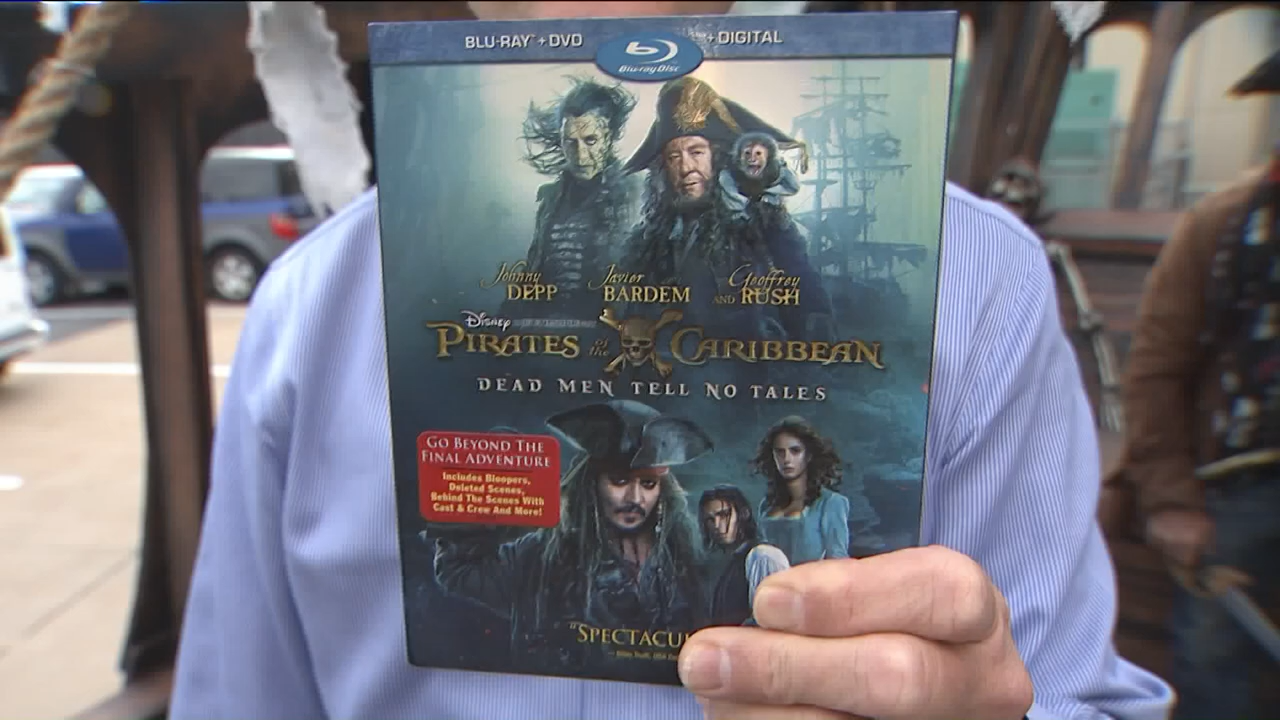 BLU-RAY™ + DVD + DIGITAL
Blu-ray Disc
Johnny DEPP Javier BARDEM AND Geoffrey RUSH
Disney
PIRATES of the CARIBBEAN
DEAD MEN TELL NO TALES
GO BEYOND THE
FINAL ADVENTURE
Includes Bloopers,
Deleted Scenes,
Behind The Scenes With
Cast & Crew And More!
"SPECTACU